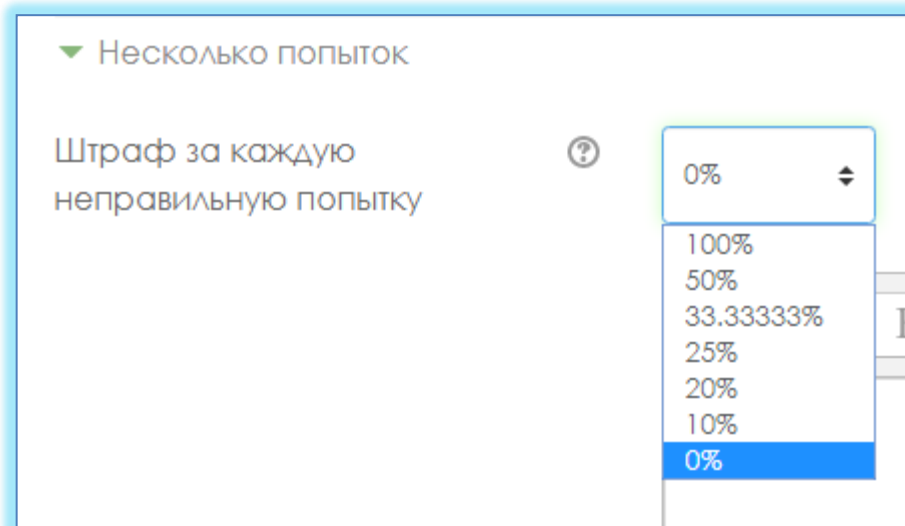 Несколько попыток
Штраф за каждую
неправильную попытку
0%
100%
50%
33.33333%
25%
20%
10%
0%